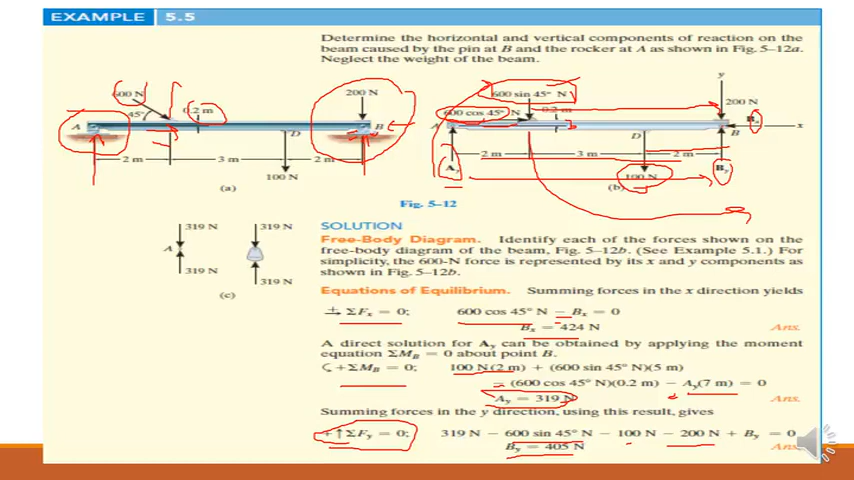 EXAMPLE 5.5
Determine the horizontal and vertical components of reaction on the
beam caused by the pin at B and the rocker at A as shown in Fig. 5–12a.
Neglect the weight of the beam.
600 N
45°
0.2 m
200 N
A
B
D
2 m
3 m
2 m
100 N
(a)
y
600 sin 45° N
600 cos 45° N
0.2 m
200 N
A
Bx
x
B
D
2 m
3 m
2 m
Ay
100 N
By
(b)
Fig. 5–12
319 N
319 N
A
319 N
319 N
(c)
SOLUTION
Free-Body Diagram. Identify each of the forces shown on the
free-body diagram of the beam, Fig. 5–12b. (See Example 5.1.) For
simplicity, the 600-N force is represented by its x and y components as
shown in Fig. 5–12b.
Equations of Equilibrium. Summing forces in the x direction yields
→+ ΣFx = 0; 600 cos 45° N − Bx = 0
Bx = 424 N Ans.
A direct solution for Ay can be obtained by applying the moment
equation ΣMB = 0 about point B.
↶+ΣMB = 0; 100 N(2 m) + (600 sin 45° N)(5 m)
− (600 cos 45° N)(0.2 m) − Ay(7 m) = 0
Ay = 319 N Ans.
Summing forces in the y direction, using this result, gives
+↑ΣFy = 0; 319 N − 600 sin 45° N − 100 N − 200 N + By = 0
By = 405 N Ans.